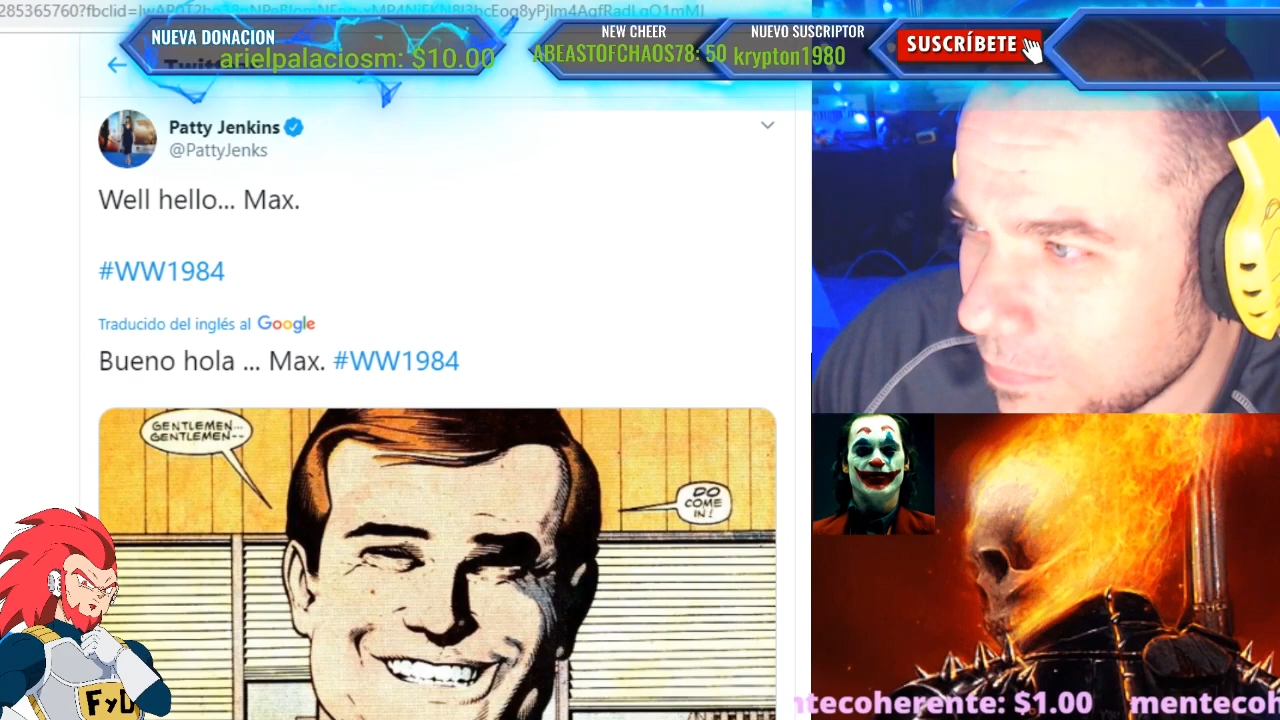 NUEVA DONACION
arielpalaciosm: $10.00
NEW CHEER
ABEASTOFCHAOS78: 50
NUEVO SUSCRIPTOR
krypton1980
SUSCRÍBETE
Patty Jenkins
@PattyJenks
Well hello... Max.
#WW1984
Traducido del inglés al Google
Bueno hola ... Max. #WW1984
GENTLEMEN...
GENTLEMEN--
DO
COME
IN!
FyD
ntecoherente: $1.00 mentecoh